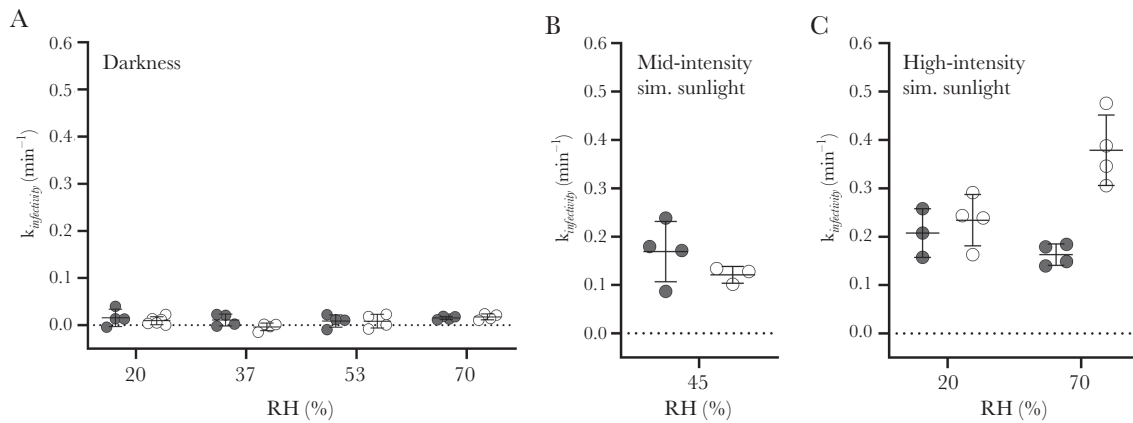 A
0.6
0.5
0.4
0.3
0.2
0.1
0.0
k_infectivity (min⁻¹)
Darkness
20 37 53 70
RH (%)
B
0.6
0.5
0.4
0.3
0.2
0.1
0.0
k_infectivity (min⁻¹)
Mid-intensity
sim. sunlight
45
RH (%)
C
0.6
0.5
0.4
0.3
0.2
0.1
0.0
k_infectivity (min⁻¹)
High-intensity
sim. sunlight
20 70
RH (%)